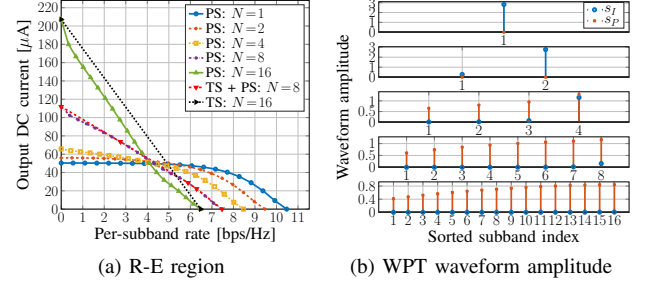 220
200
180
160
140
120
100
80
60
40
20
0
Output DC current [μA]
0 1 2 3 4 5 6 7 8 9 10 11
Per-subband rate [bps/Hz]
PS: N = 1
PS: N = 2
PS: N = 4
PS: N = 8
PS: N = 16
TS + PS: N = 8
TS: N = 16
(a) R-E region
Waveform amplitude
s_I
s_P
3
2
1
0
1
3
2
1
0
1 2
1
0.5
0
1 2 3 4
1
0.5
0
1 2 3 4 5 6 7 8
0.8
0.4
0
1 2 3 4 5 6 7 8 9 10 11 12 13 14 15 16
Sorted subband index
(b) WPT waveform amplitude